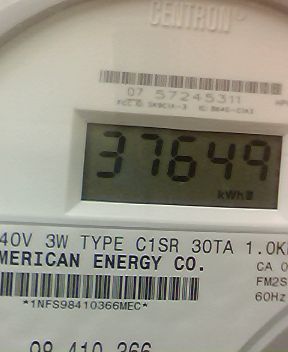 CENTRON
07 57245311
37649
kWh
40V 3W TYPE C1SR 30TA 1.0K
MERICAN ENERGY CO.
CA 0
FM2S
60Hz
*1NFS98410366MEC*
98 410 366